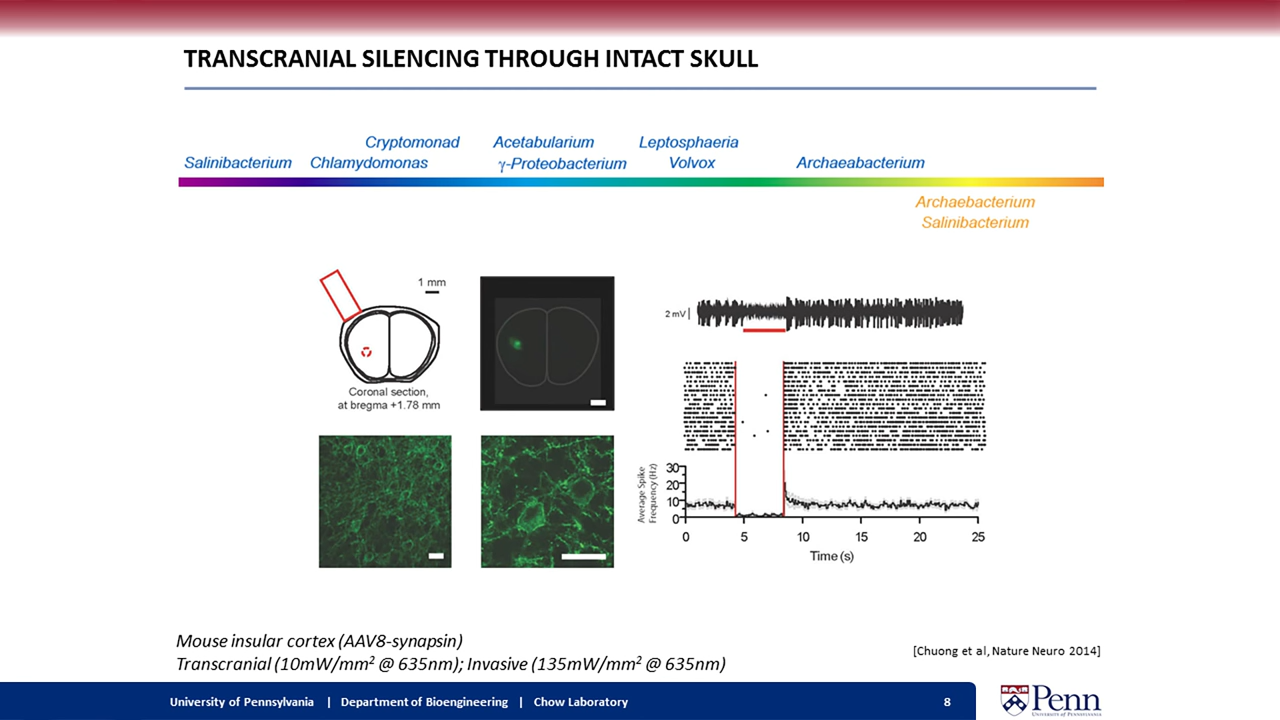 TRANSCRANIAL SILENCING THROUGH INTACT SKULL
Cryptomonad Acetabularium Leptosphaeria
Salinibacterium Chlamydomonas γ-Proteobacterium Volvox Archaeabacterium
Archaebacterium
Salinibacterium
1 mm
Coronal section,
at bregma +1.78 mm
2 mV
Average Spike
Frequency (Hz)
30
20
10
0
0 5 10 15 20 25
Time (s)
Mouse insular cortex (AAV8-synapsin)
Transcranial (10mW/mm² @ 635nm); Invasive (135mW/mm² @ 635nm)
[Chuong et al, Nature Neuro 2014]
University of Pennsylvania | Department of Bioengineering | Chow Laboratory 8
Penn
UNIVERSITY OF PENNSYLVANIA